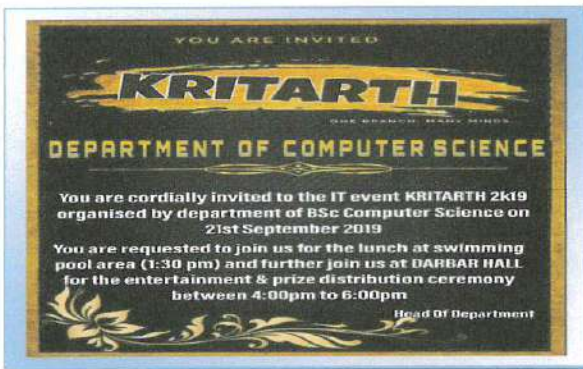 YOU ARE INVITED
KRITARTH
ONE BRANCH, MANY MINDS
DEPARTMENT OF COMPUTER SCIENCE
You are cordially invited to the IT event KRITARTH 2k19
organised by department of BSc Computer Science on
21st September 2019
You are requested to join us for the lunch at swimming
pool area (1:30 pm) and further join us at DARBAR HALL
for the entertainment & prize distribution ceremony
between 4:00pm to 6:00pm
Head Of Department